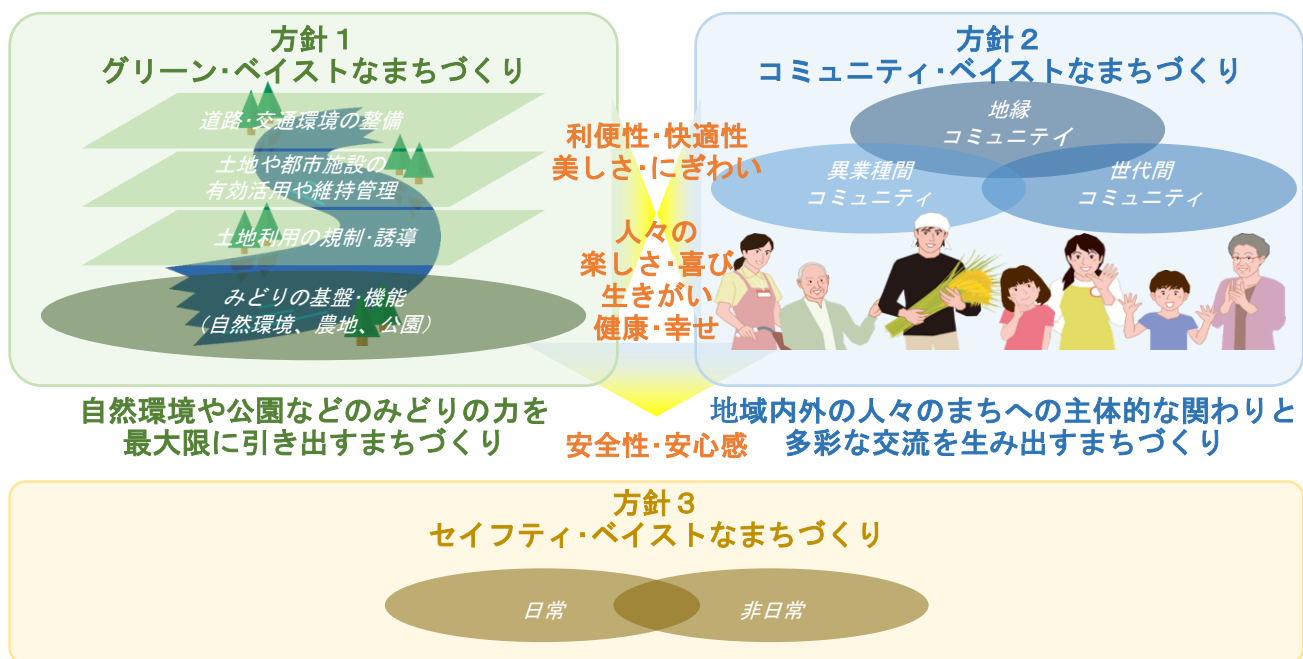 方針１
グリーン・ベイストなまちづくり
道路・交通環境の整備
土地や都市施設の
有効活用や維持管理
土地利用の規制・誘導
みどりの基盤・機能
（自然環境、農地、公園）
自然環境や公園などのみどりの力を
最大限に引き出すまちづくり
利便性・快適性
美しさ・にぎわい
人々の
楽しさ・喜び
生きがい
健康・幸せ
安全性・安心感
方針２
コミュニティ・ベイストなまちづくり
地縁
コミュニテイ
異業種間
コミュニティ
世代間
コミュニティ
地域内外の人々のまちへの主体的な関わりと
多彩な交流を生み出すまちづくり
方針３
セイフティ・ベイストなまちづくり
日常
非日常